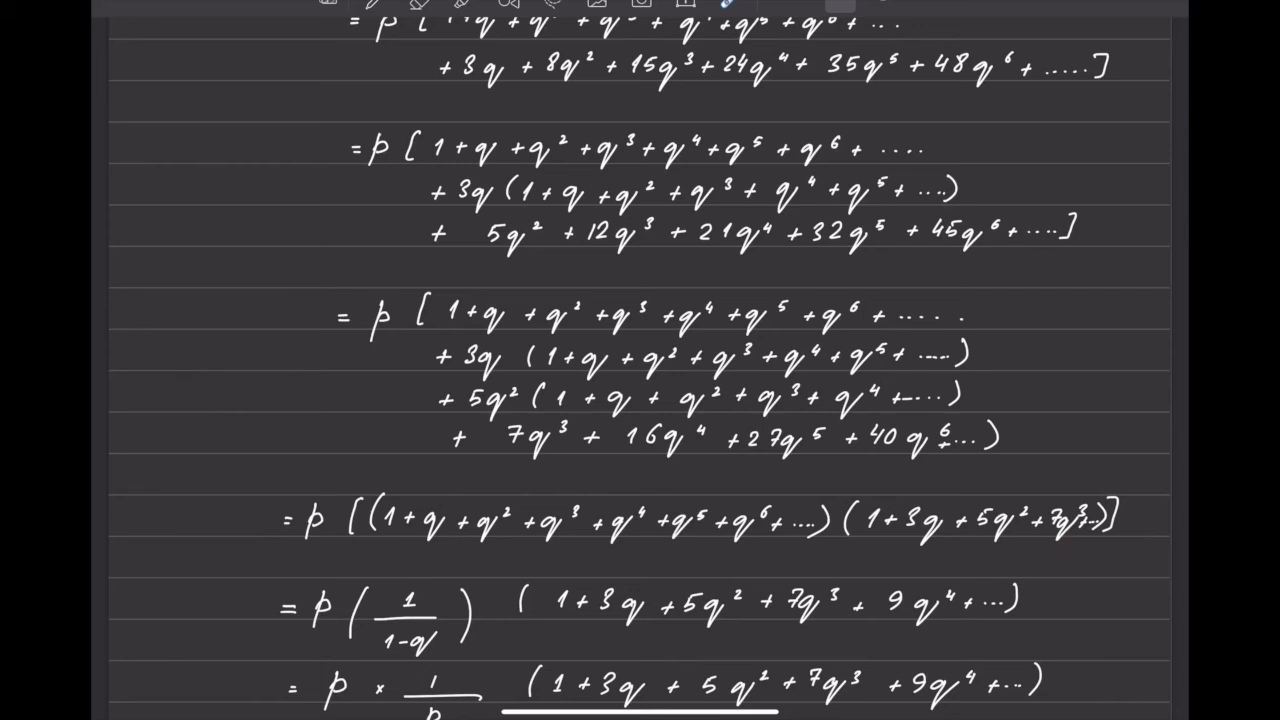 = p [ 1 + q + q² + q³ + q⁴ + q⁵ + q⁶ + ...
+ 3q + 8q² + 15q³ + 24q⁴ + 35q⁵ + 48q⁶ + ..... ]
= p [ 1 + q + q² + q³ + q⁴ + q⁵ + q⁶ + ....
+ 3q ( 1 + q + q² + q³ + q⁴ + q⁵ + .... )
+ 5q² + 12q³ + 21q⁴ + 32q⁵ + 45q⁶ + .... ]
= p [ 1 + q + q² + q³ + q⁴ + q⁵ + q⁶ + .....
+ 3q ( 1 + q + q² + q³ + q⁴ + q⁵ + ..... )
+ 5q² ( 1 + q + q² + q³ + q⁴ + .... )
+ 7q³ + 16q⁴ + 27q⁵ + 40q⁶ + ... )
= p [ ( 1 + q + q² + q³ + q⁴ + q⁵ + q⁶ + .... ) ( 1 + 3q + 5q² + 7q³ + .. ) ]
= p ( 1 / 1-q ) ( 1 + 3q + 5q² + 7q³ + 9q⁴ + ... )
= p × 1 / p ( 1 + 3q + 5q² + 7q³ + 9q⁴ + ... )